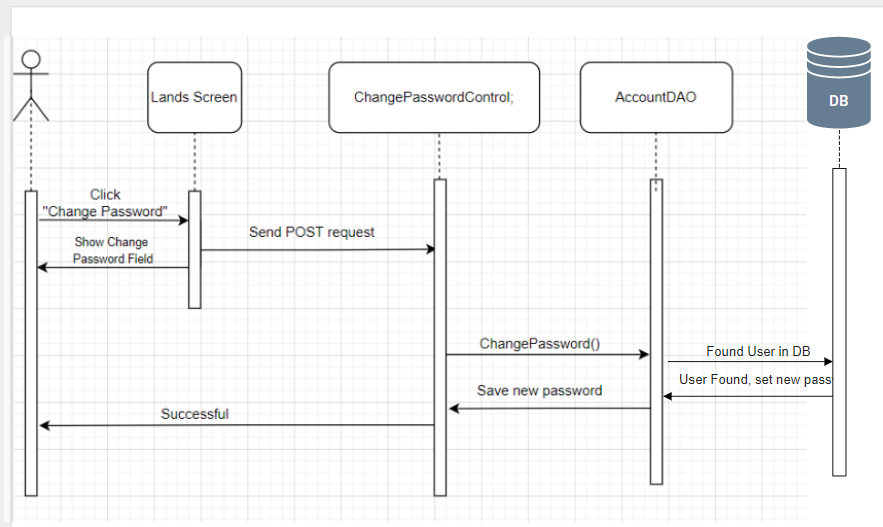 Lands Screen
ChangePasswordControl;
AccountDAO
DB
Click
"Change Password"
Show Change
Password Field
Send POST request
ChangePassword()
Found User in DB
User Found, set new pass
Save new password
Successful